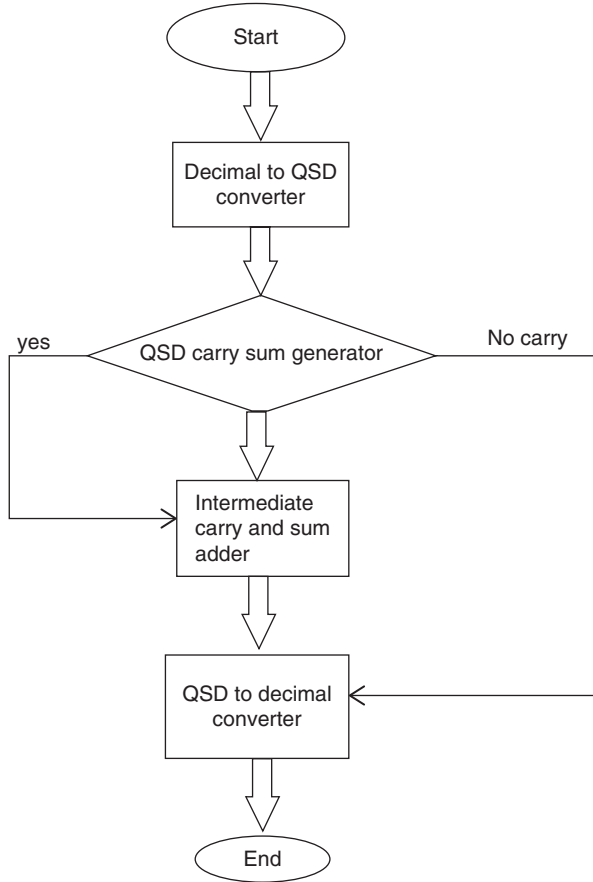 Start
Decimal to QSD
converter
yes
No carry
QSD carry sum generator
Intermediate
carry and sum
adder
QSD to decimal
converter
End